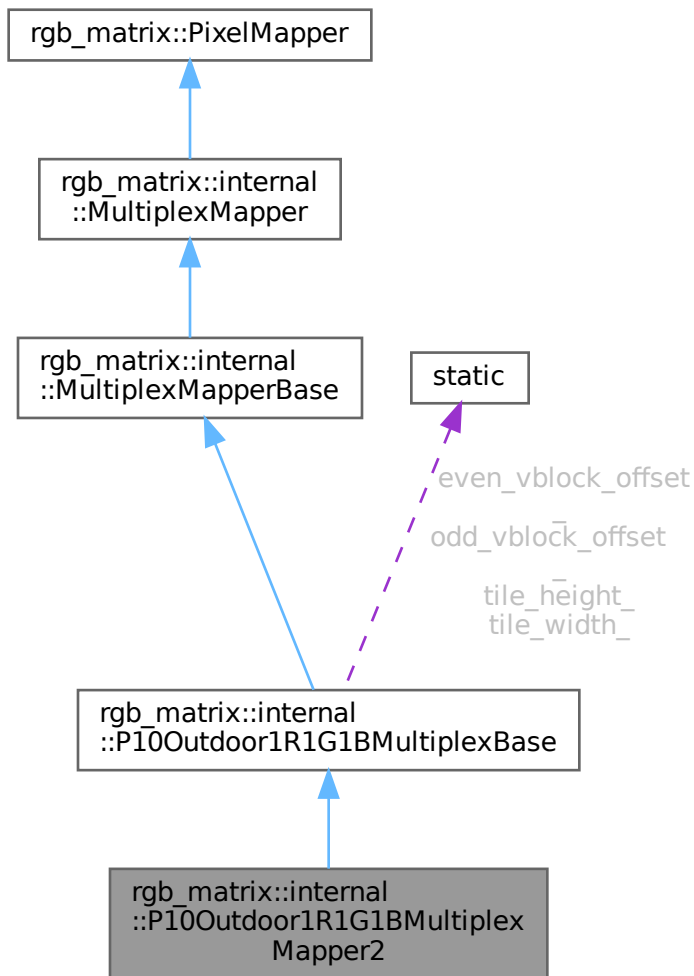 rgb_matrix::PixelMapper
rgb_matrix::internal
::MultiplexMapper
rgb_matrix::internal
::MultiplexMapperBase
static
even_vblock_offset
_
odd_vblock_offset
_
tile_height_
tile_width_
rgb_matrix::internal
::P10Outdoor1R1G1BMultiplexBase
rgb_matrix::internal
::P10Outdoor1R1G1BMultiplex
Mapper2